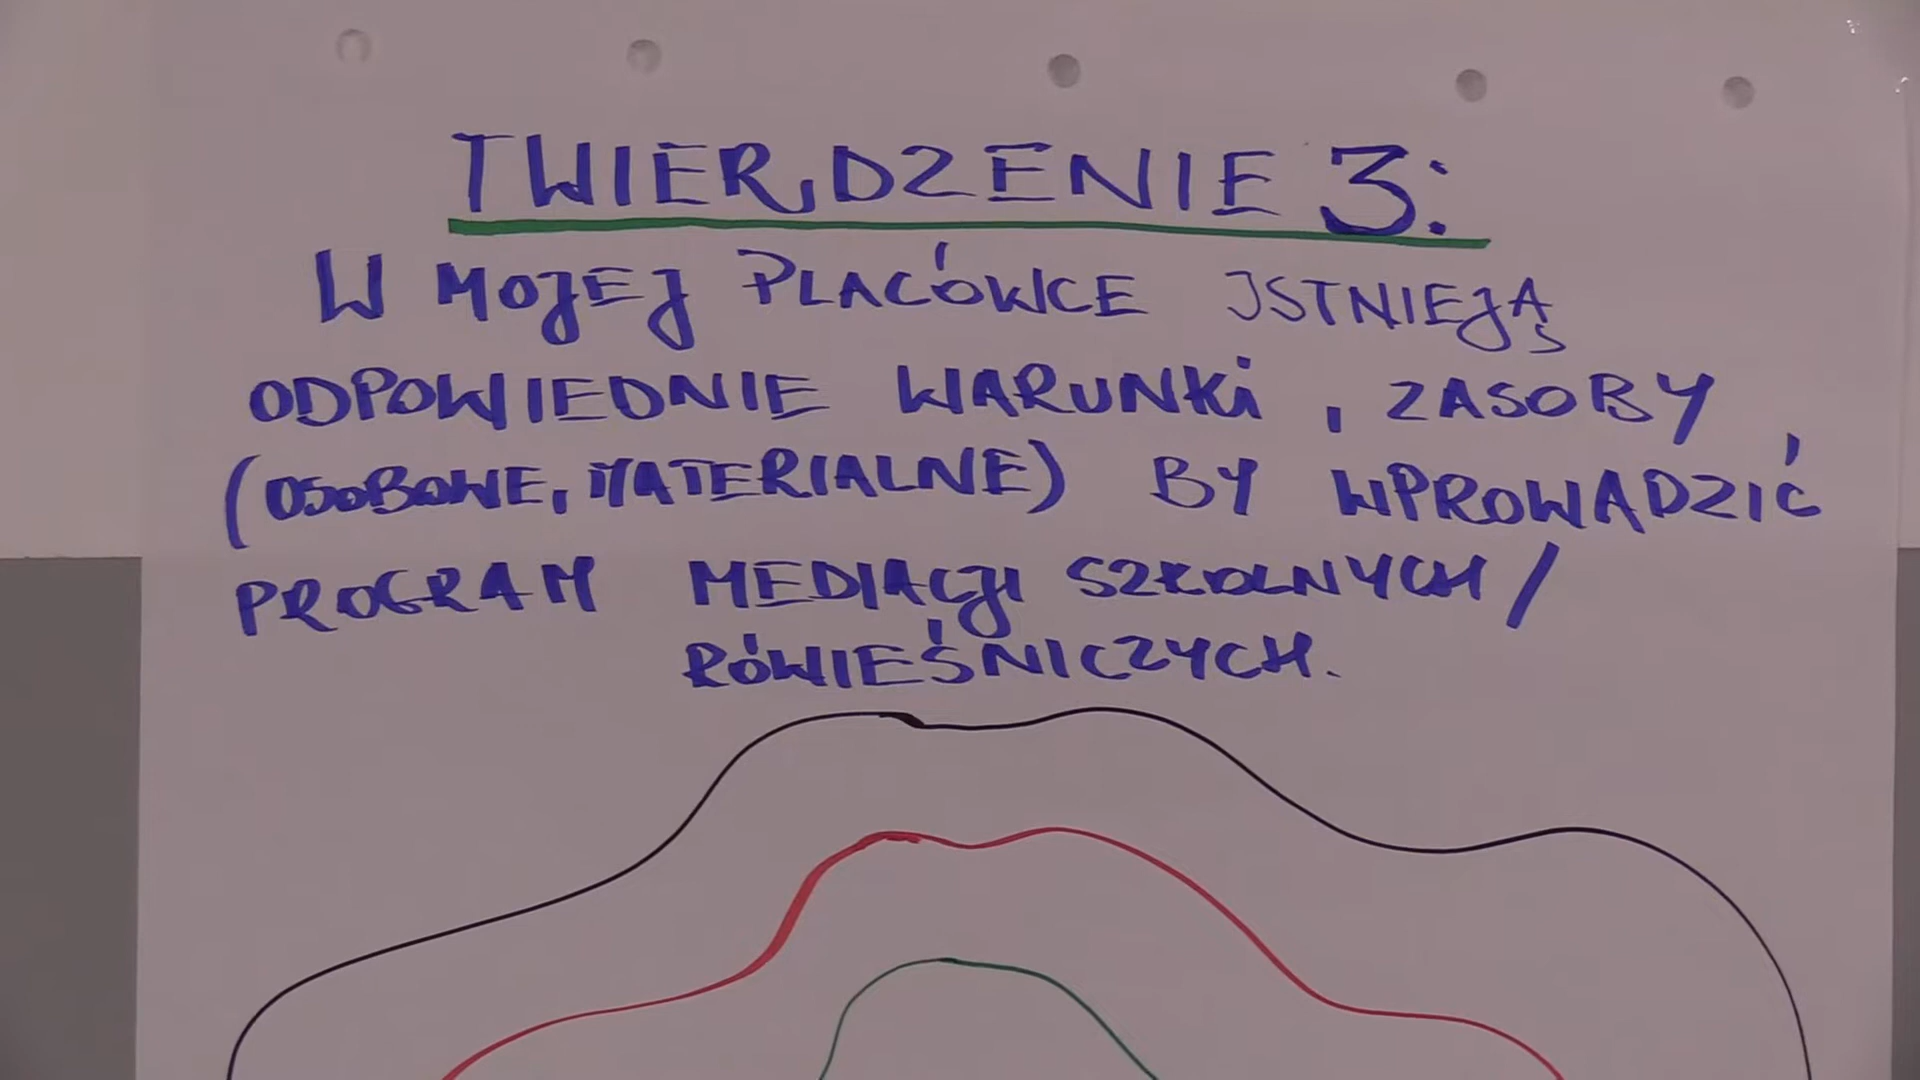 TWIERDZENIE 3:
W MOJEJ PLACÓWCE ISTNIEJĄ
ODPOWIEDNIE WARUNKI, ZASOBY
(OSOBOWE, MATERIALNE) BY WPROWADZIĆ
PROGRAM MEDIACJI SZKOLNYCH/
RÓWIEŚNICZYCH.